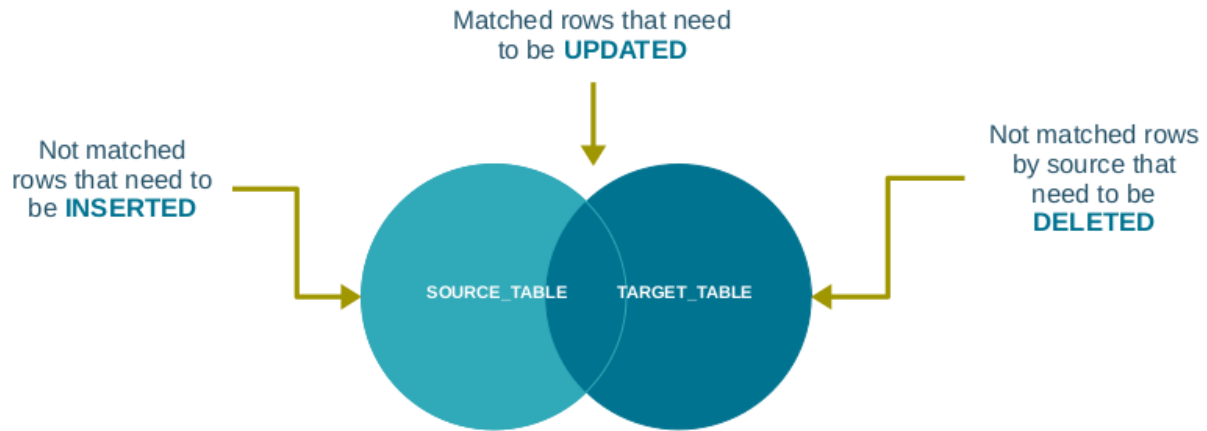 Matched rows that need
to be UPDATED
Not matched
rows that need to
be INSERTED
Not matched rows
by source that
need to be
DELETED
SOURCE_TABLE
TARGET_TABLE